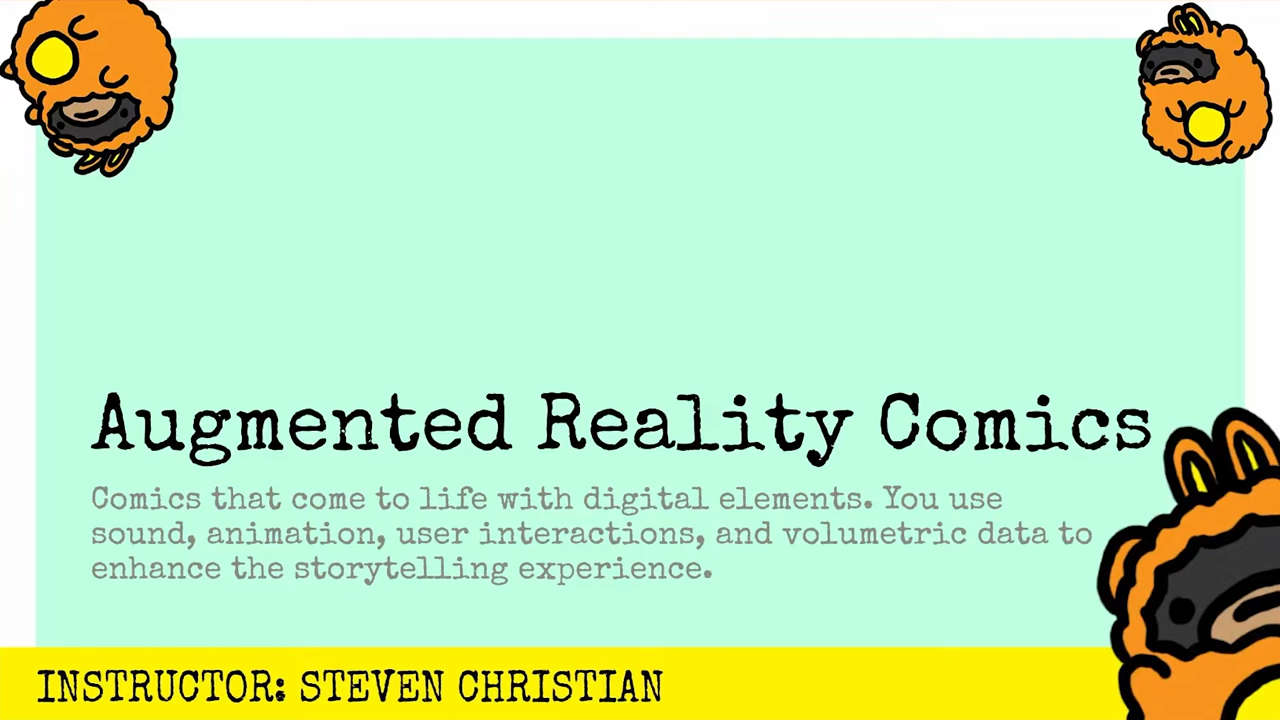 Augmented Reality Comics
Comics that come to life with digital elements. You use
sound, animation, user interactions, and volumetric data to
enhance the storytelling experience.
INSTRUCTOR: STEVEN CHRISTIAN